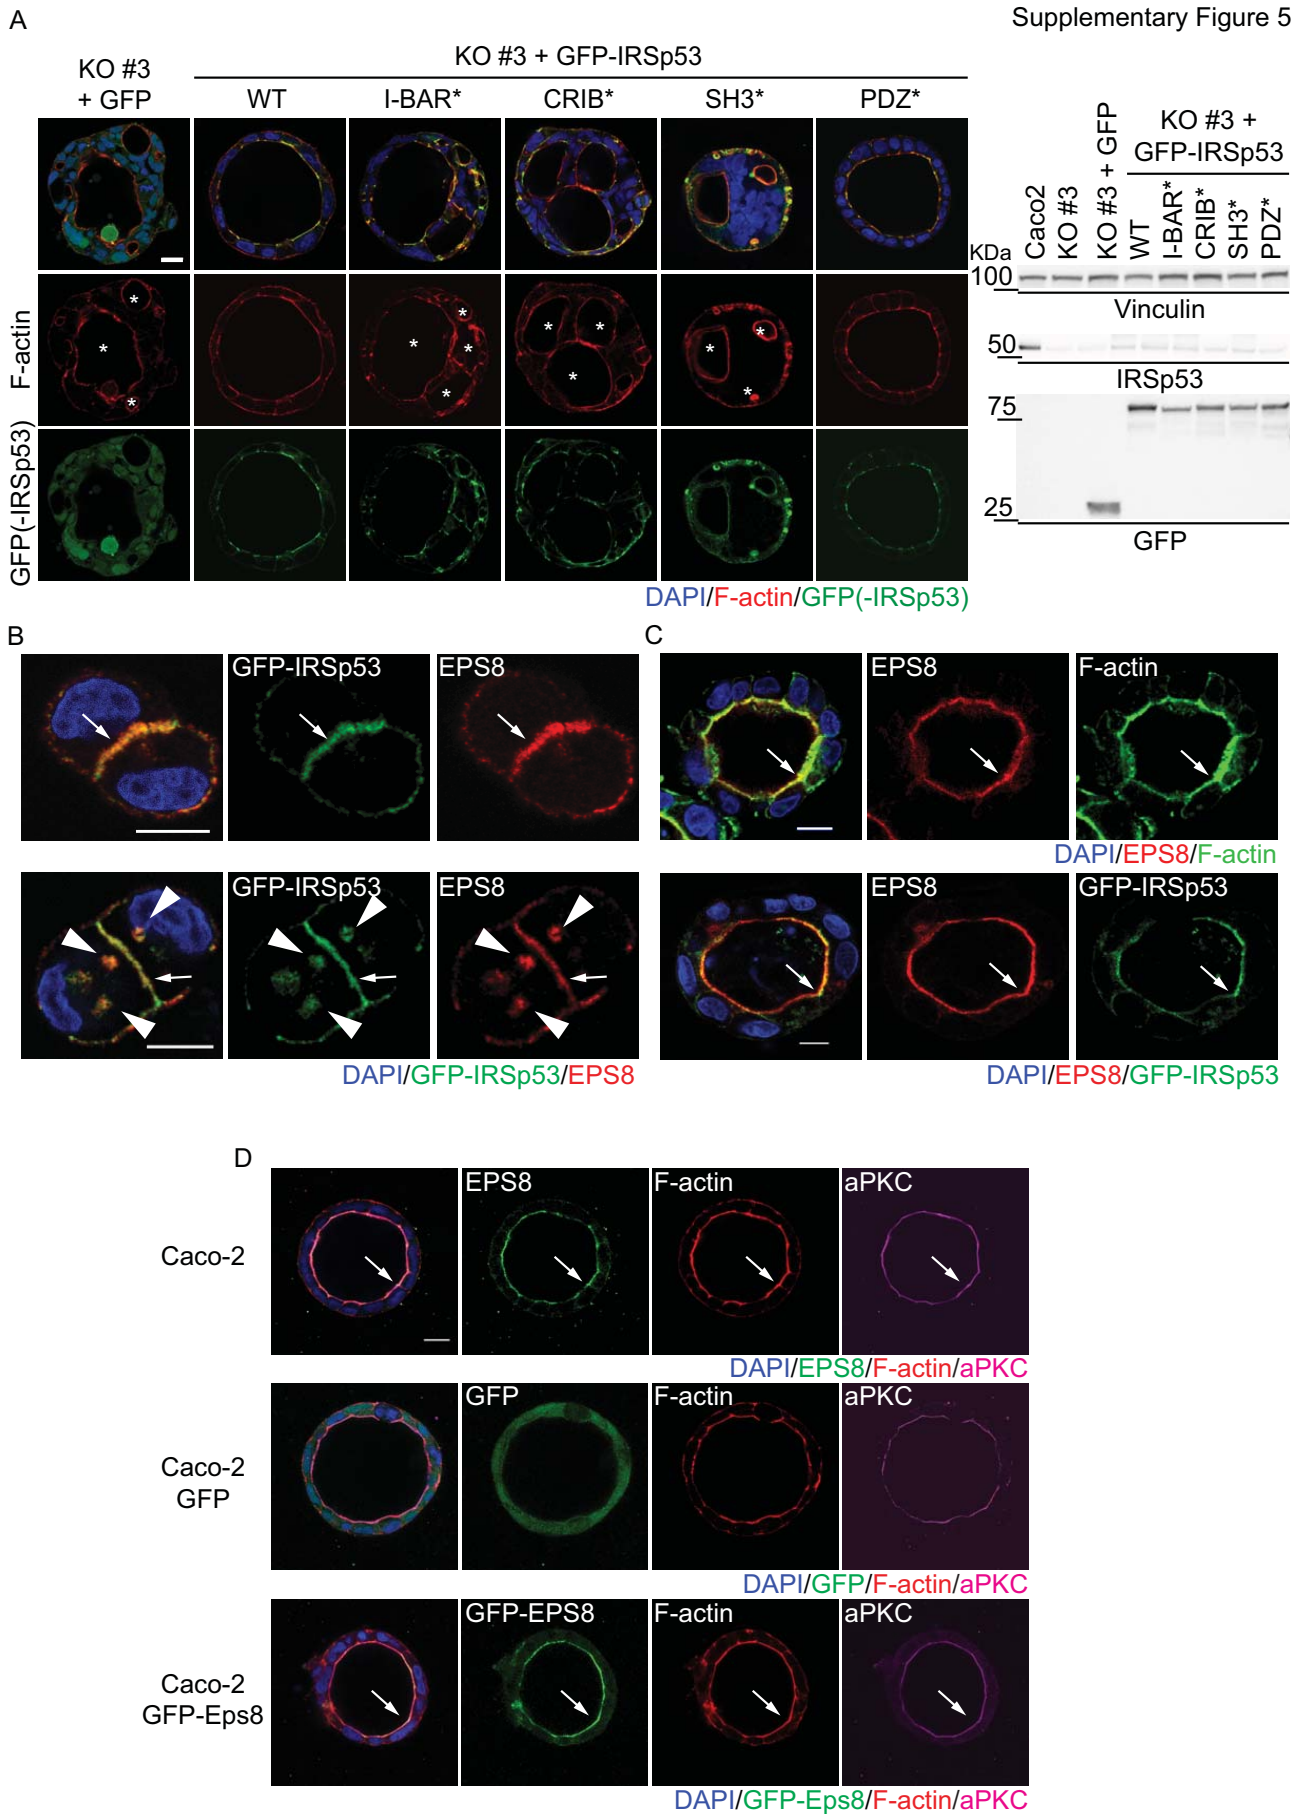 Supplementary Figure 5
A
KO #3
+ GFP
KO #3 + GFP-IRSp53
WT I-BAR* CRIB* SH3* PDZ*
F-actin
GFP(-IRSp53)
* * *
* * * *
* * *
* * *
DAPI/F-actin/GFP(-IRSp53)
KO #3 +
GFP-IRSp53
Caco2 KO #3 KO #3 + GFP WT I-BAR* CRIB* SH3* PDZ*
KDa
100
Vinculin
50
IRSp53
75
25
GFP
B
GFP-IRSp53 EPS8
GFP-IRSp53 EPS8
DAPI/GFP-IRSp53/EPS8
C
EPS8 F-actin
DAPI/EPS8/F-actin
EPS8 GFP-IRSp53
DAPI/EPS8/GFP-IRSp53
D
Caco-2
EPS8 F-actin aPKC
DAPI/EPS8/F-actin/aPKC
Caco-2
GFP
GFP F-actin aPKC
DAPI/GFP/F-actin/aPKC
Caco-2
GFP-Eps8
GFP-EPS8 F-actin aPKC
DAPI/GFP-Eps8/F-actin/aPKC